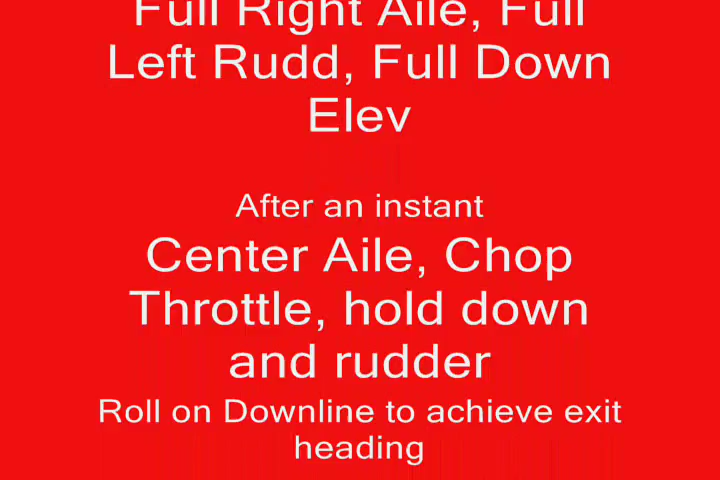 Full Right Aile, Full
Left Rudd, Full Down
Elev
After an instant
Center Aile, Chop
Throttle, hold down
and rudder
Roll on Downline to achieve exit
heading